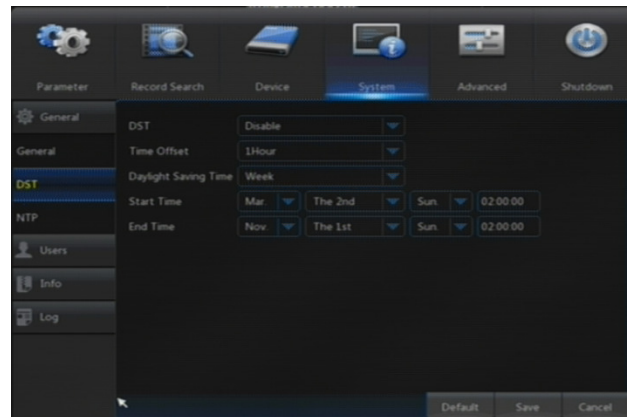 Parameter Record Search Device System Advanced Shutdown
General
General
DST
NTP
Users
Info
Log
DST Disable
Time Offset 1Hour
Daylight Saving Time Week
Start Time Mar. The 2nd Sun. 02:00:00
End Time Nov. The 1st Sun. 02:00:00
Default Save Cancel